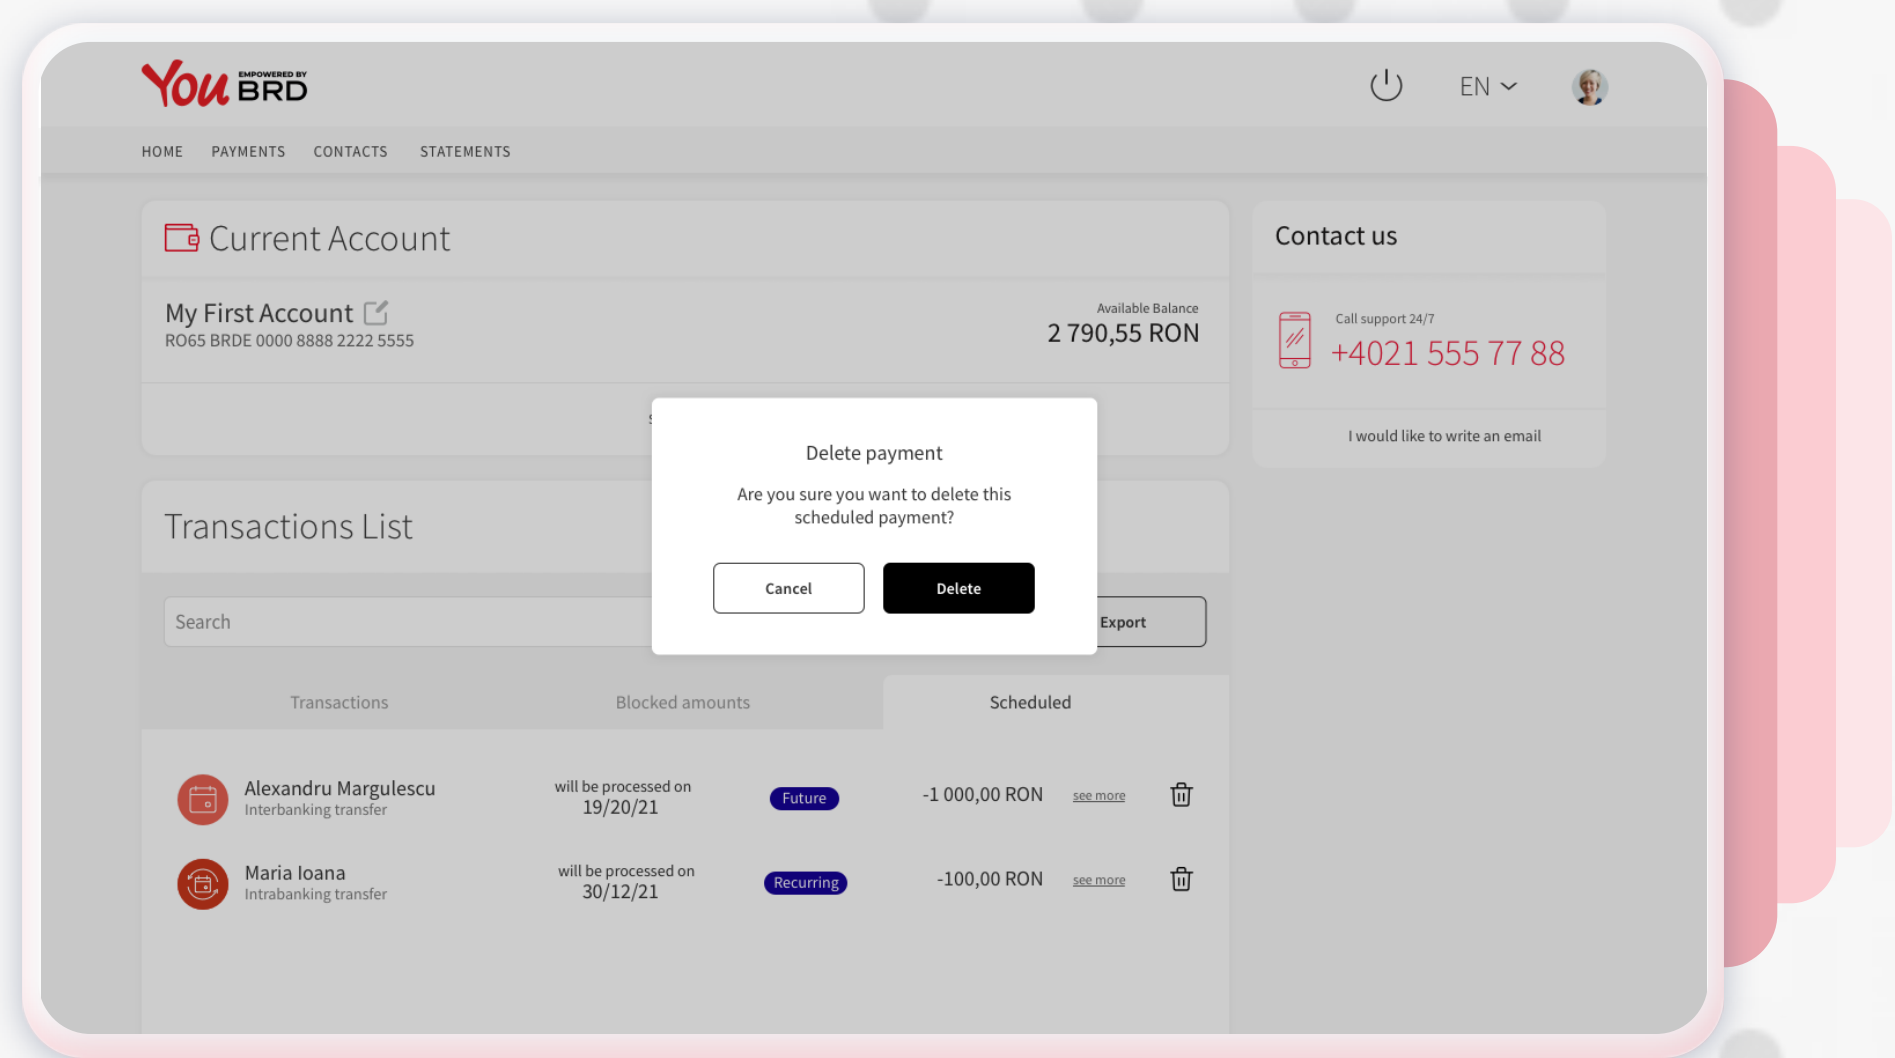 You EMPOWERED BY
BRD
EN
HOME PAYMENTS CONTACTS STATEMENTS
Current Account
My First Account
RO65 BRDE 0000 8888 2222 5555
Available Balance
2 790,55 RON
Contact us
Call support 24/7
+4021 555 77 88
I would like to write an email
Delete payment
Are you sure you want to delete this
scheduled payment?
Cancel Delete
Transactions List
Search
Export
Transactions Blocked amounts Scheduled
Alexandru Margulescu
Interbanking transfer
will be processed on
19/20/21
Future
-1 000,00 RON
see more
Maria Ioana
Intrabanking transfer
will be processed on
30/12/21
Recurring
-100,00 RON
see more